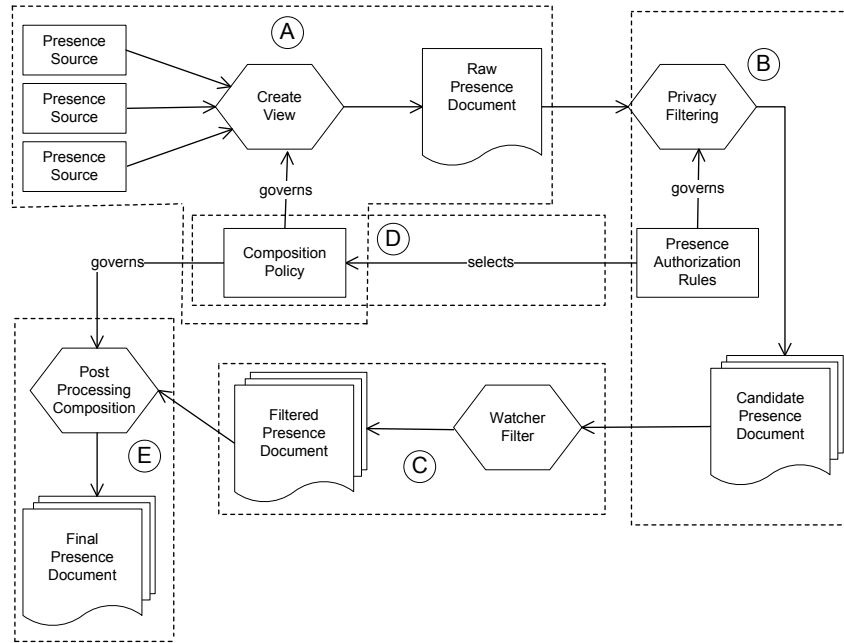 Presence
Source
Presence
Source
Presence
Source
A
Create
View
Raw
Presence
Document
B
Privacy
Filtering
governs
governs
D
Composition
Policy
governs
selects
Presence
Authorization
Rules
Post
Processing
Composition
E
Filtered
Presence
Document
C
Watcher
Filter
Candidate
Presence
Document
Final
Presence
Document